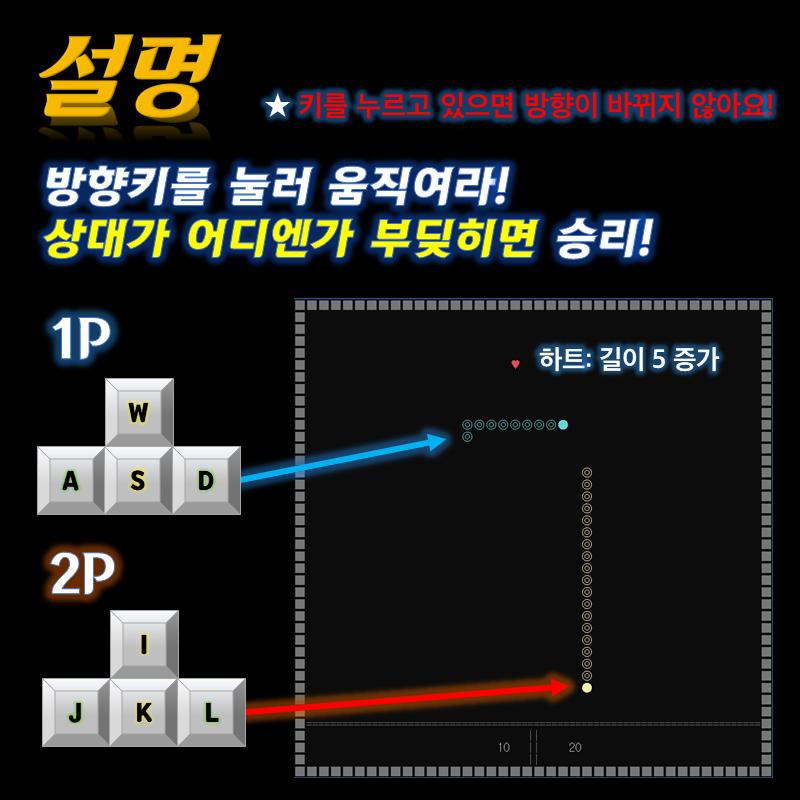 설명
★ 키를 누르고 있으면 방향이 바뀌지 않아요!
방향키를 눌러 움직여라!
상대가 어디엔가 부딪히면 승리!
1P
♥ 하트: 길이 5 증가
W
A S D
2P
I
J K L
10 20